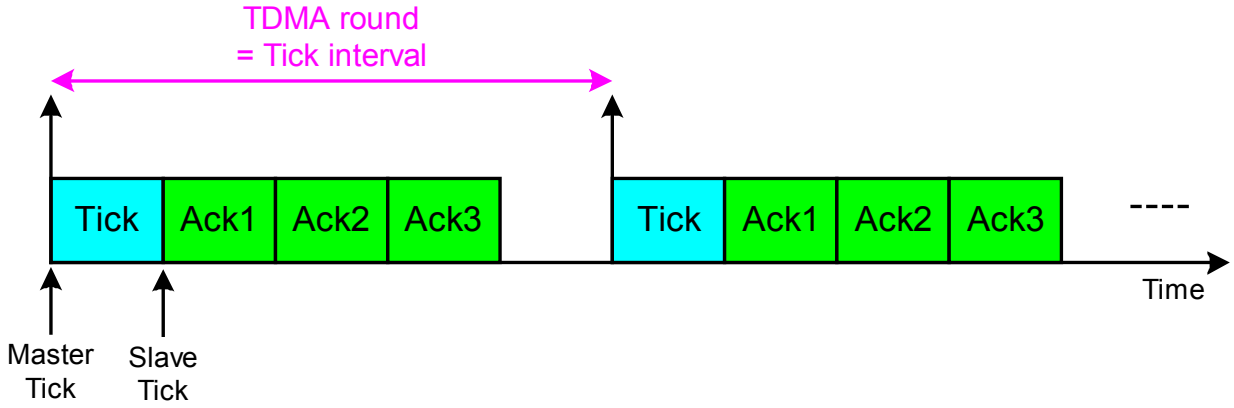 TDMA round
= Tick interval
Tick Ack1 Ack2 Ack3 Tick Ack1 Ack2 Ack3 ----
Time
Master
Tick
Slave
Tick